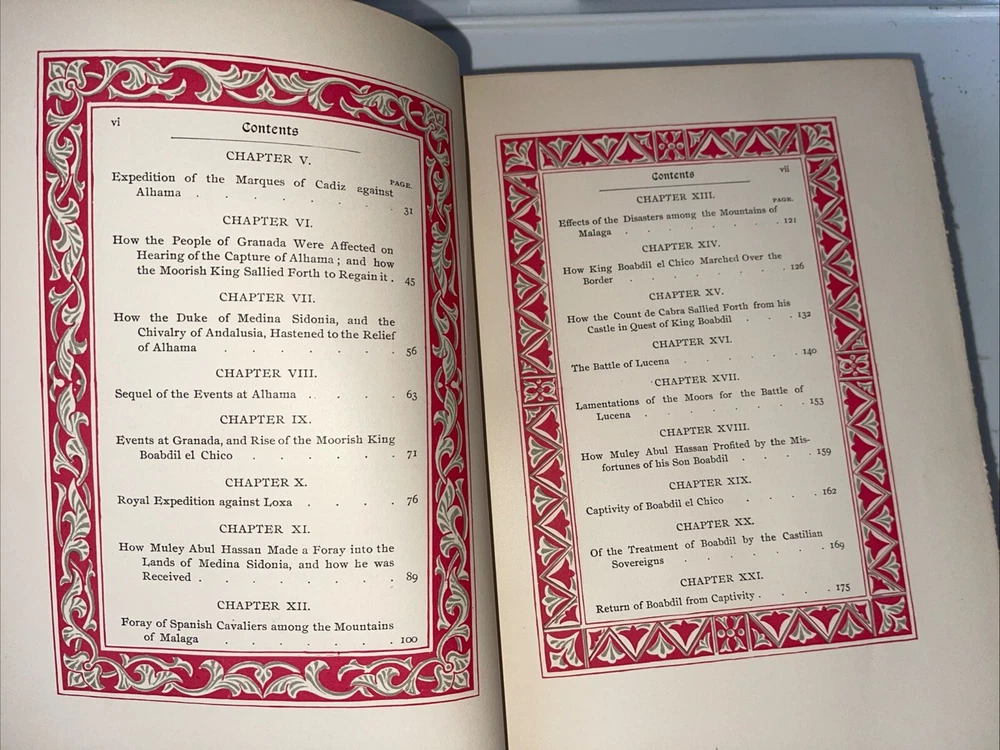 vi
Contents
CHAPTER V.
PAGE.
Expedition of the Marques of Cadiz against
Alhama . . . . . . . . 31
CHAPTER VI.
How the People of Granada Were Affected on
Hearing of the Capture of Alhama ; and how
the Moorish King Sallied Forth to Regain it . 45
CHAPTER VII.
How the Duke of Medina Sidonia, and the
Chivalry of Andalusia, Hastened to the Relief
of Alhama . . . . . . . 56
CHAPTER VIII.
Sequel of the Events at Alhama . . . . 63
CHAPTER IX.
Events at Granada, and Rise of the Moorish King
Boabdil el Chico . . . . . . 71
CHAPTER X.
Royal Expedition against Loxa . . . . 76
CHAPTER XI.
How Muley Abul Hassan Made a Foray into the
Lands of Medina Sidonia, and how he was
Received . . . . . . . . 89
CHAPTER XII.
Foray of Spanish Cavaliers among the Mountains
of Malaga . . . . . . . 100
Contents
vii
CHAPTER XIII.
PAGE.
Effects of the Disasters among the Mountains of
Malaga . . . . . . . 121
CHAPTER XIV.
How King Boabdil el Chico Marched Over the
Border . . . . . . . 126
CHAPTER XV.
How the Count de Cabra Sallied Forth from his
Castle in Quest of King Boabdil . . . 132
CHAPTER XVI.
The Battle of Lucena . . . . . 140
CHAPTER XVII.
Lamentations of the Moors for the Battle of
Lucena . . . . . . . 153
CHAPTER XVIII.
How Muley Abul Hassan Profited by the Mis-
fortunes of his Son Boabdil . . . . 159
CHAPTER XIX.
Captivity of Boabdil el Chico . . . . 162
CHAPTER XX.
Of the Treatment of Boabdil by the Castilian
Sovereigns . . . . . . 169
CHAPTER XXI.
Return of Boabdil from Captivity . . . . 175